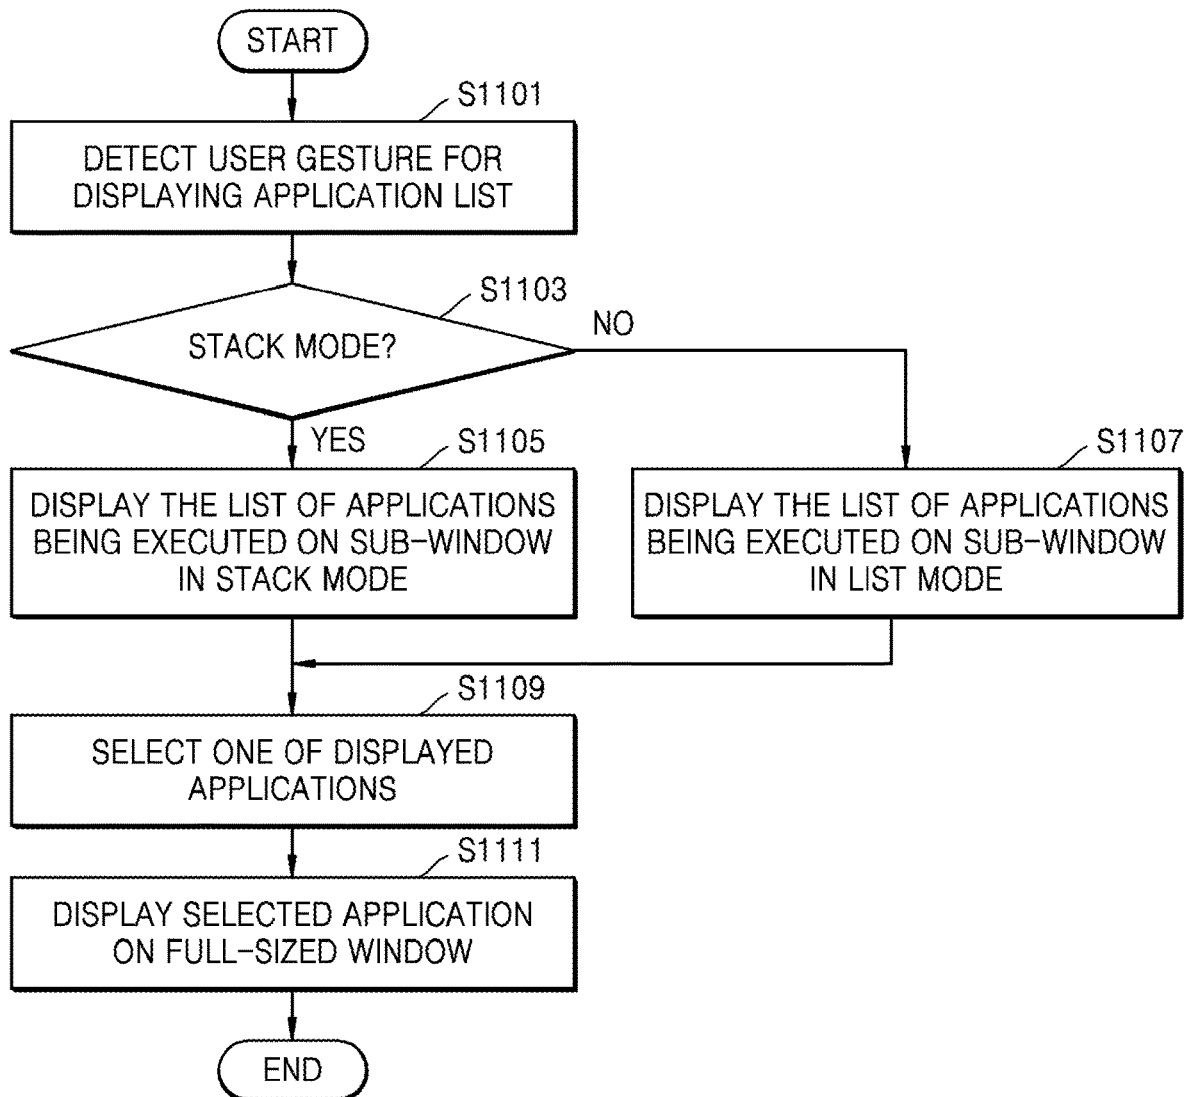 START
S1101
DETECT USER GESTURE FOR
DISPLAYING APPLICATION LIST
S1103
STACK MODE?
NO
YES
S1105
DISPLAY THE LIST OF APPLICATIONS
BEING EXECUTED ON SUB-WINDOW
IN STACK MODE
S1107
DISPLAY THE LIST OF APPLICATIONS
BEING EXECUTED ON SUB-WINDOW
IN LIST MODE
S1109
SELECT ONE OF DISPLAYED
APPLICATIONS
S1111
DISPLAY SELECTED APPLICATION
ON FULL-SIZED WINDOW
END